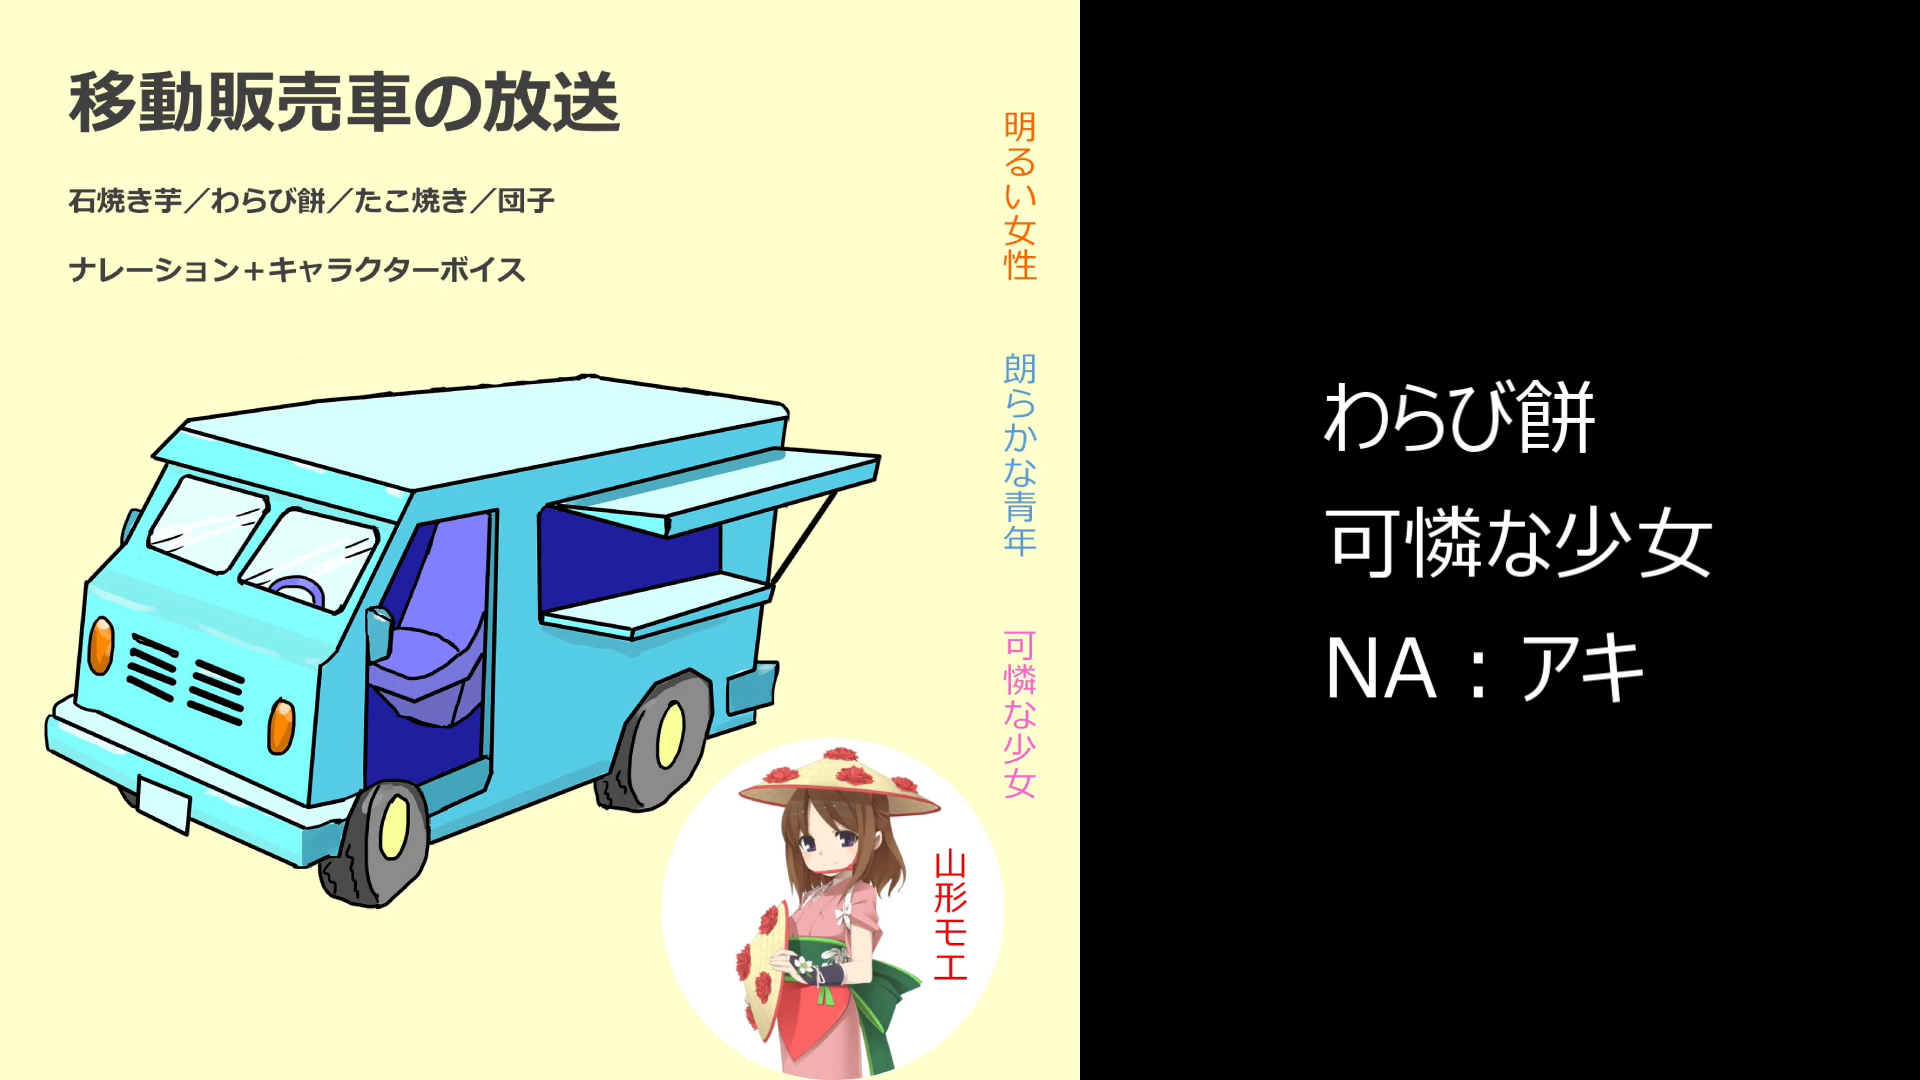 移動販売車の放送
石焼き芋／わらび餅／たこ焼き／団子
ナレーション＋キャラクターボイス
明るい女性
朗らかな青年
可憐な少女
山形モエ
わらび餅
可憐な少女
NA：アキ